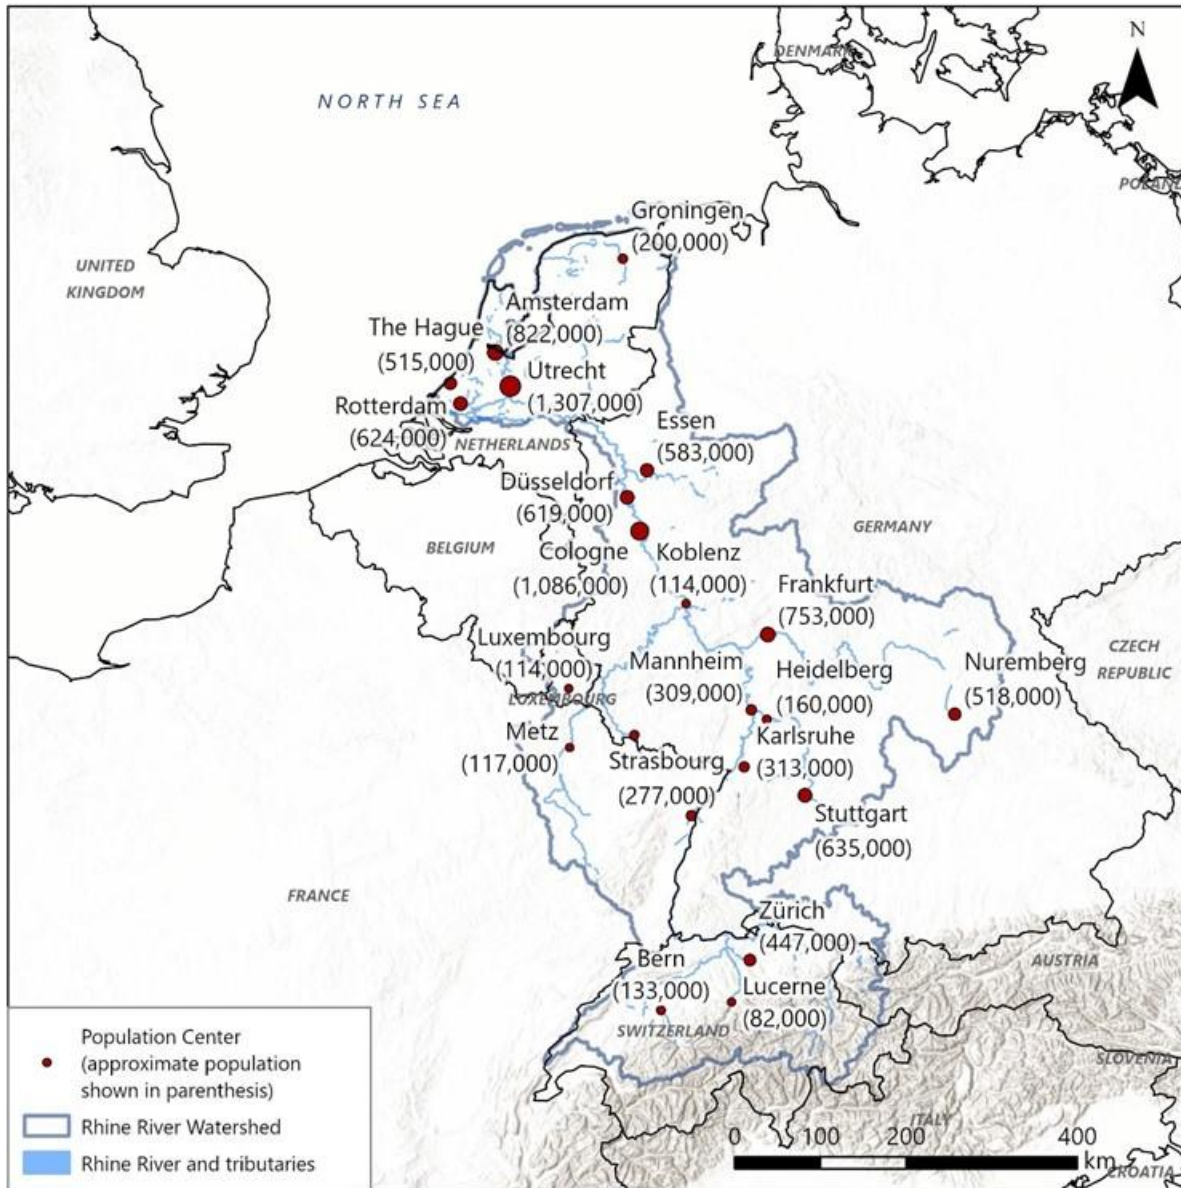 N
DENMARK
NORTH SEA
POLAND
Groningen
(200,000)
UNITED
KINGDOM
Amsterdam
(822,000)
The Hague
(515,000)
Utrecht
(1,307,000)
Rotterdam
(624,000)
NETHERLANDS
Essen
(583,000)
Düsseldorf
(619,000)
GERMANY
BELGIUM
Cologne
(1,086,000)
Koblenz
(114,000)
Frankfurt
(753,000)
Luxembourg
(114,000)
LUXEMBOURG
Mannheim
(309,000)
Heidelberg
(160,000)
Nuremberg
(518,000)
CZECH
REPUBLIC
Metz
(117,000)
Strasbourg
(277,000)
Karlsruhe
(313,000)
Stuttgart
(635,000)
FRANCE
Zürich
(447,000)
Bern
(133,000)
Lucerne
(82,000)
SWITZERLAND
AUSTRIA
SLOVENIA
ITALY
CROATIA
Population Center
(approximate population
shown in parenthesis)
Rhine River Watershed
Rhine River and tributaries
0 100 200 400
km